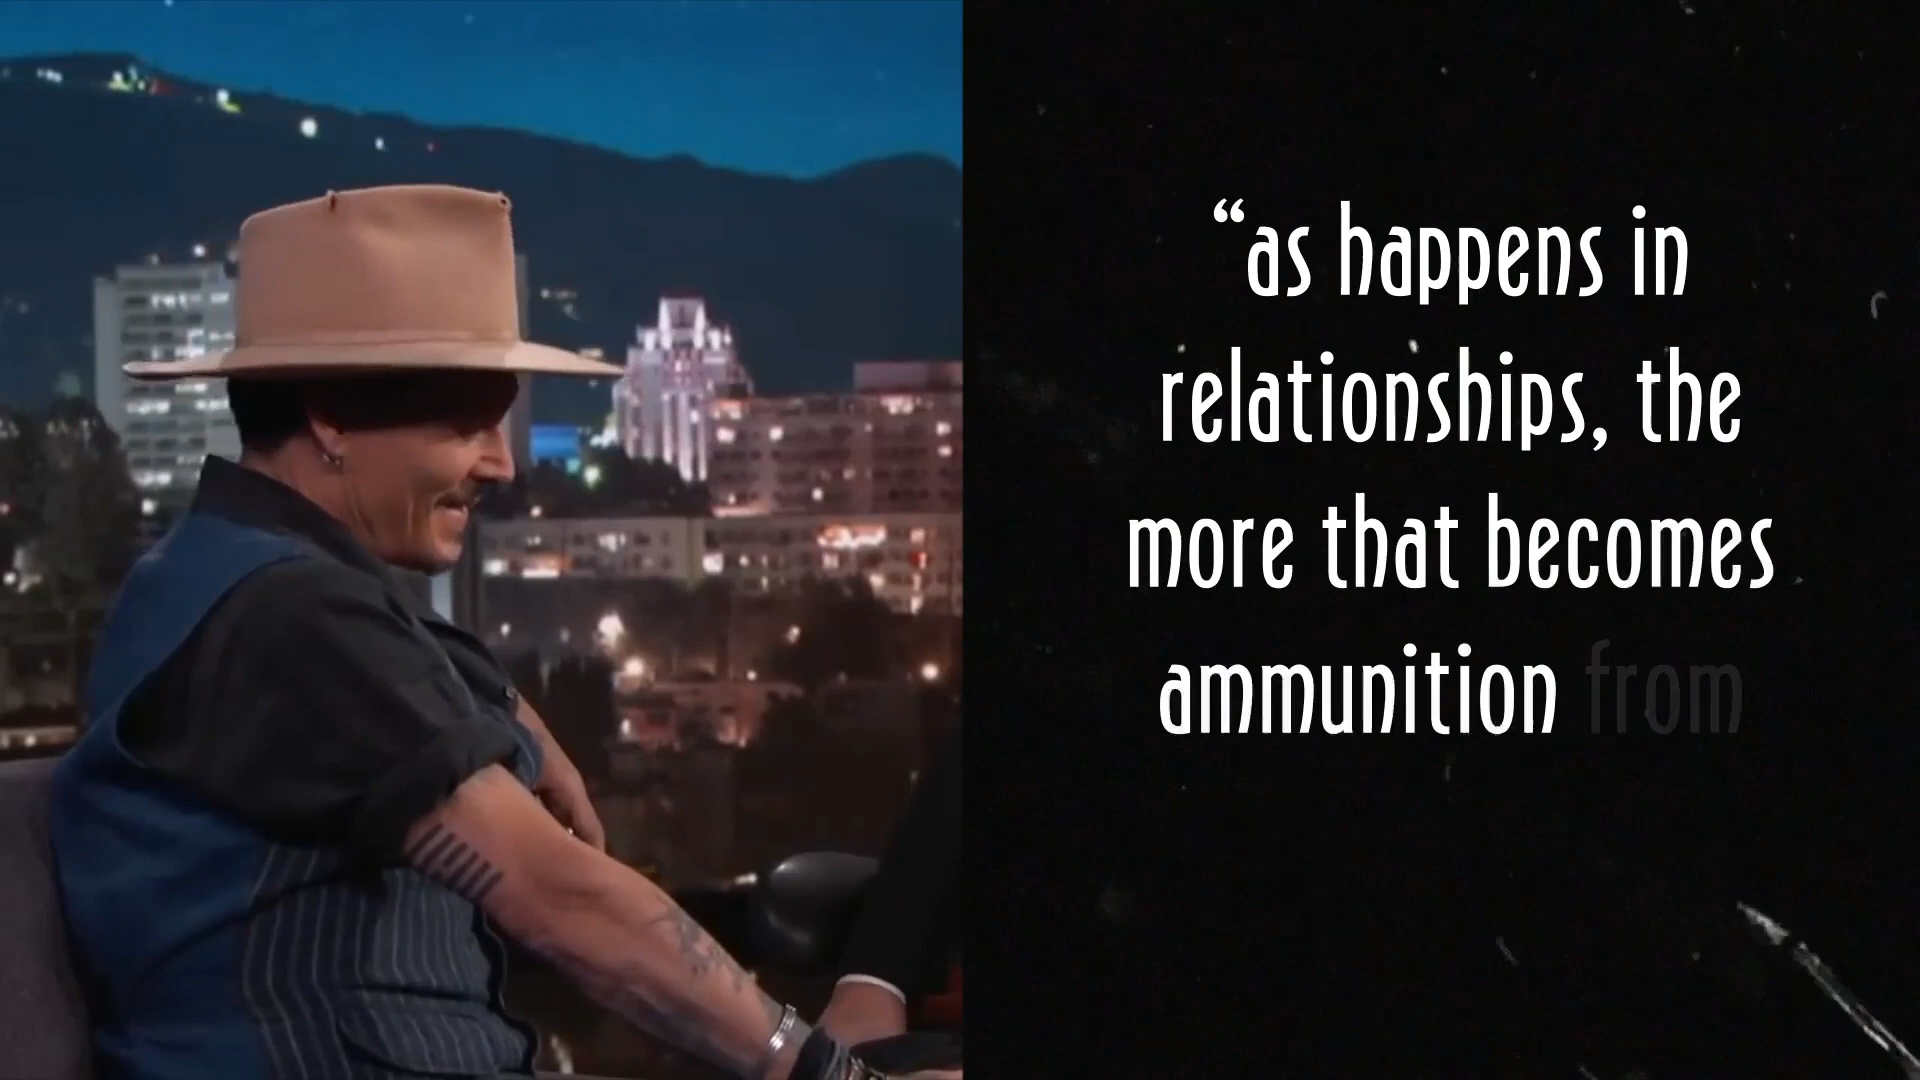 “as happens in
relationships, the
more that becomes
ammunition from